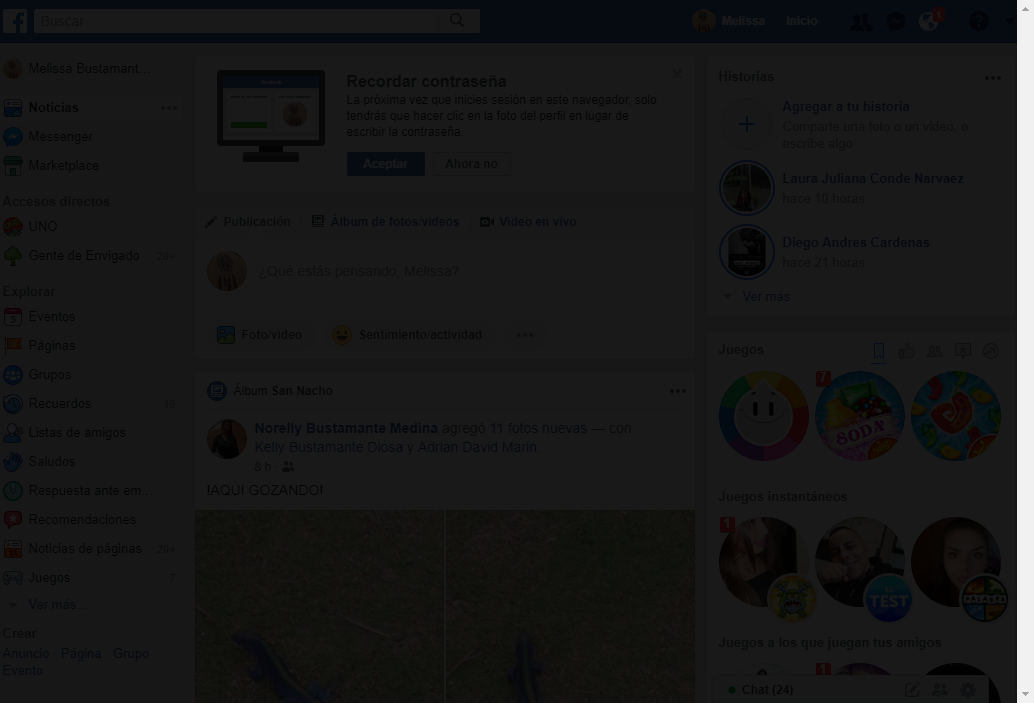 Buscar
Melissa
Inicio
Melissa Bustamant...
Noticias
Messenger
Marketplace
Accesos directos
UNO
Gente de Envigado 20+
Explorar
Eventos
Páginas
Grupos
Recuerdos
Listas de amigos
Saludos
Respuesta ante em...
Recomendaciones
Noticias de páginas 20+
Juegos
Ver más...
Crear
Anuncio Página Grupo
Evento
Recordar contraseña
La próxima vez que inicies sesión en este navegador, solo
tendrás que hacer clic en la foto del perfil en lugar de
escribir la contraseña.
Aceptar
Ahora no
Publicación
Álbum de fotos/videos
Video en vivo
¿Qué estás pensando, Melissa?
Foto/video
Sentimiento/actividad
Álbum San Nacho
Norelly Bustamante Medina agregó 11 fotos nuevas — con
Kelly Bustamante Diosa y Adrian David Marin.
8 h
!AQUI GOZANDO!
Historias
Agregar a tu historia
Comparte una foto o un video, o
escribe algo
Laura Juliana Conde Narvaez
hace 16 horas
Diego Andres Cardenas
hace 21 horas
Ver más
Juegos
7
SODA
Juegos instantáneos
1
EL
TEST
Juegos a los que juegan tus amigos
1
Chat (24)